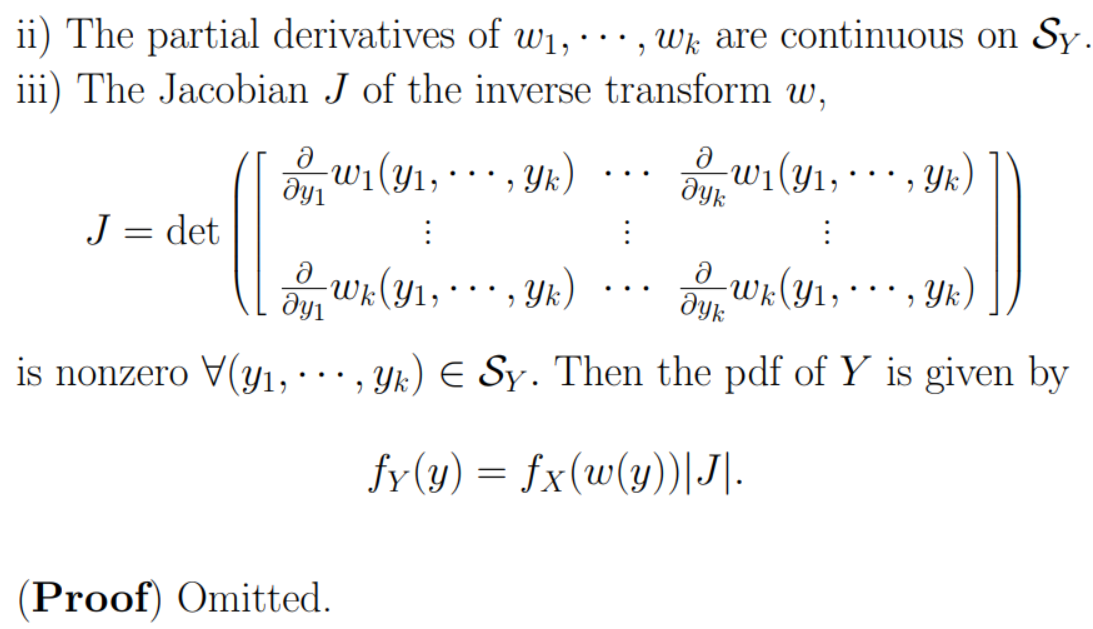 ii) The partial derivatives of w₁, ⋯ , wₖ are continuous on 𝒮_Y.
iii) The Jacobian J of the inverse transform w,
J = det ([ ∂/∂y₁ w₁(y₁, ⋯ , yₖ) ⋯ ∂/∂yₖ w₁(y₁, ⋯ , yₖ)
⋮ ⋮ ⋮
∂/∂y₁ wₖ(y₁, ⋯ , yₖ) ⋯ ∂/∂yₖ wₖ(y₁, ⋯ , yₖ) ])
is nonzero ∀(y₁, ⋯ , yₖ) ∈ 𝒮_Y. Then the pdf of Y is given by
f_Y(y) = f_X(w(y))|J|.
(Proof) Omitted.